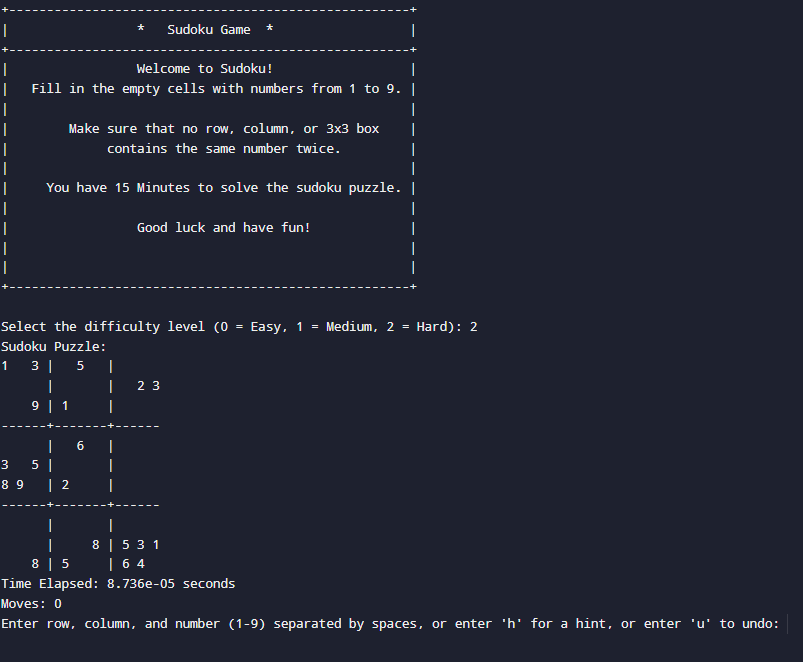 +-----------------------------------------------------+
|                 *   Sudoku Game  *                  |
+-----------------------------------------------------+
|                 Welcome to Sudoku!                  |
|   Fill in the empty cells with numbers from 1 to 9. |
|                                                     |
|        Make sure that no row, column, or 3x3 box    |
|             contains the same number twice.         |
|                                                     |
|     You have 15 Minutes to solve the sudoku puzzle. |
|                                                     |
|                 Good luck and have fun!             |
|                                                     |
|                                                     |
+-----------------------------------------------------+

Select the difficulty level (0 = Easy, 1 = Medium, 2 = Hard): 2
Sudoku Puzzle:
1   3 |   5   |
      |       |   2 3
    9 | 1     |
------+-------+------
      |   6   |
3   5 |       |
8 9   | 2     |
------+-------+------
      |       |
      |     8 | 5 3 1
    8 | 5     | 6 4
Time Elapsed: 8.736e-05 seconds
Moves: 0
Enter row, column, and number (1-9) separated by spaces, or enter 'h' for a hint, or enter 'u' to undo: